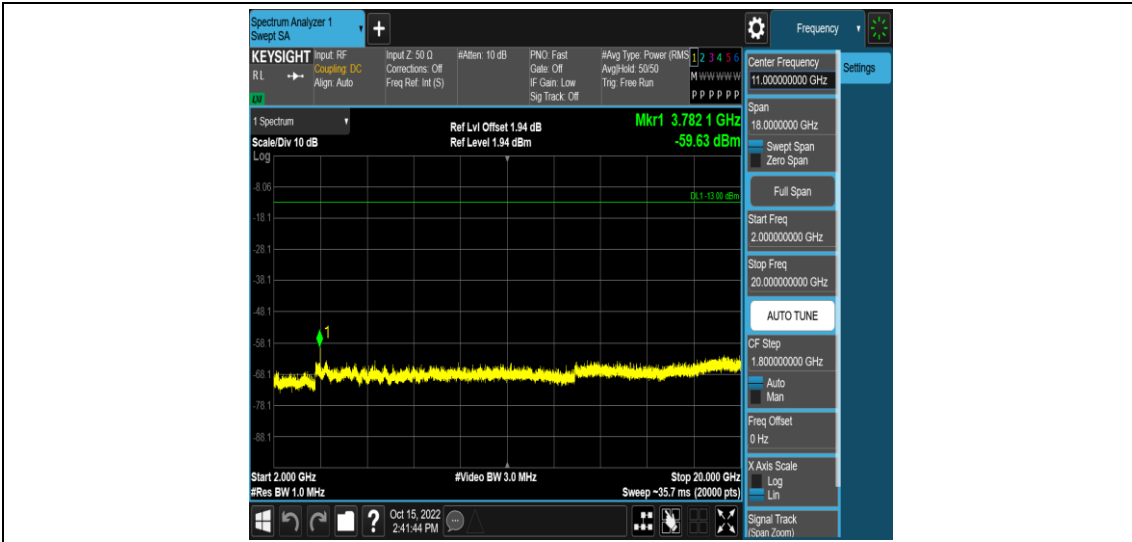 Spectrum Analyzer 1
Swept SA
+
Frequency
KEYSIGHT
R L
LNI
Input: RF
Coupling: DC
Align: Auto
Input Z: 50 Ω
Corrections: Off
Freq Ref: Int (S)
#Atten: 10 dB
PNO: Fast
Gate: Off
IF Gain: Low
Sig Track: Off
#Avg Type: Power (RMS
Avg|Hold: 50/50
Trig: Free Run
1 2 3 4 5 6
M W W W W W
P P P P P P
1 Spectrum
Scale/Div 10 dB
Log
Ref Lvl Offset 1.94 dB
Ref Level 1.94 dBm
Mkr1 3.782 1 GHz
-59.63 dBm
DL1 -13.00 dBm
-8.06
-18.1
-28.1
-38.1
-48.1
-58.1
-68.1
-78.1
-88.1
1
Start 2.000 GHz
#Res BW 1.0 MHz
#Video BW 3.0 MHz
Stop 20.000 GHz
Sweep ~35.7 ms (20000 pts)
Center Frequency
11.000000000 GHz
Settings
Span
18.0000000 GHz
Swept Span
Zero Span
Full Span
Start Freq
2.000000000 GHz
Stop Freq
20.000000000 GHz
AUTO TUNE
CF Step
1.800000000 GHz
Auto
Man
Freq Offset
0 Hz
X Axis Scale
Log
Lin
Signal Track
(Span Zoom)
?
Oct 15, 2022
2:41:44 PM